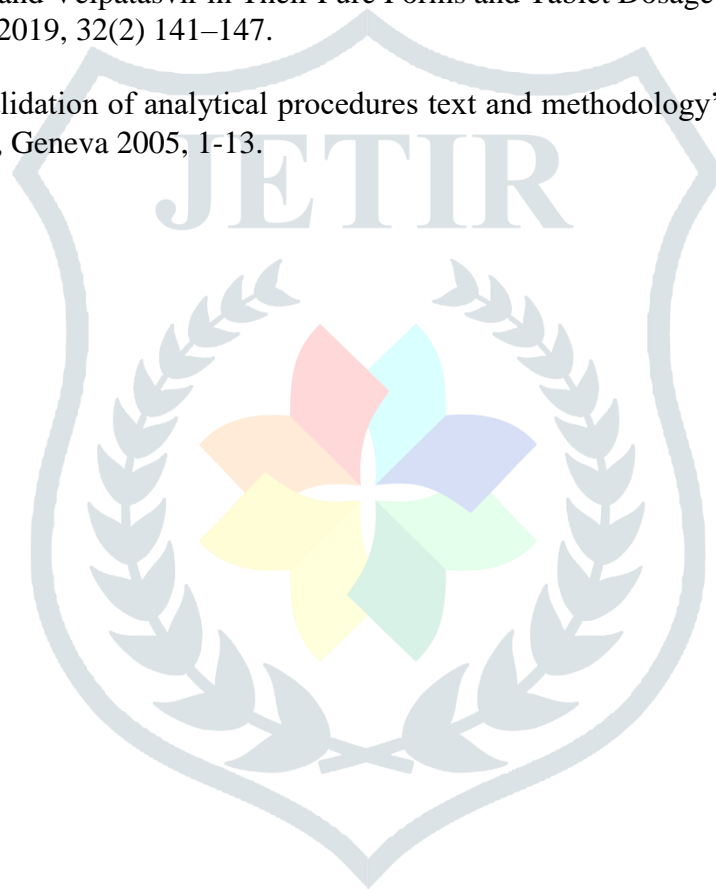 and Velpatasvir in Their Pure Forms and Tablet Dosage
2019, 32(2) 141–147.
lidation of analytical procedures text and methodology”
, Geneva 2005, 1-13.
JETIR